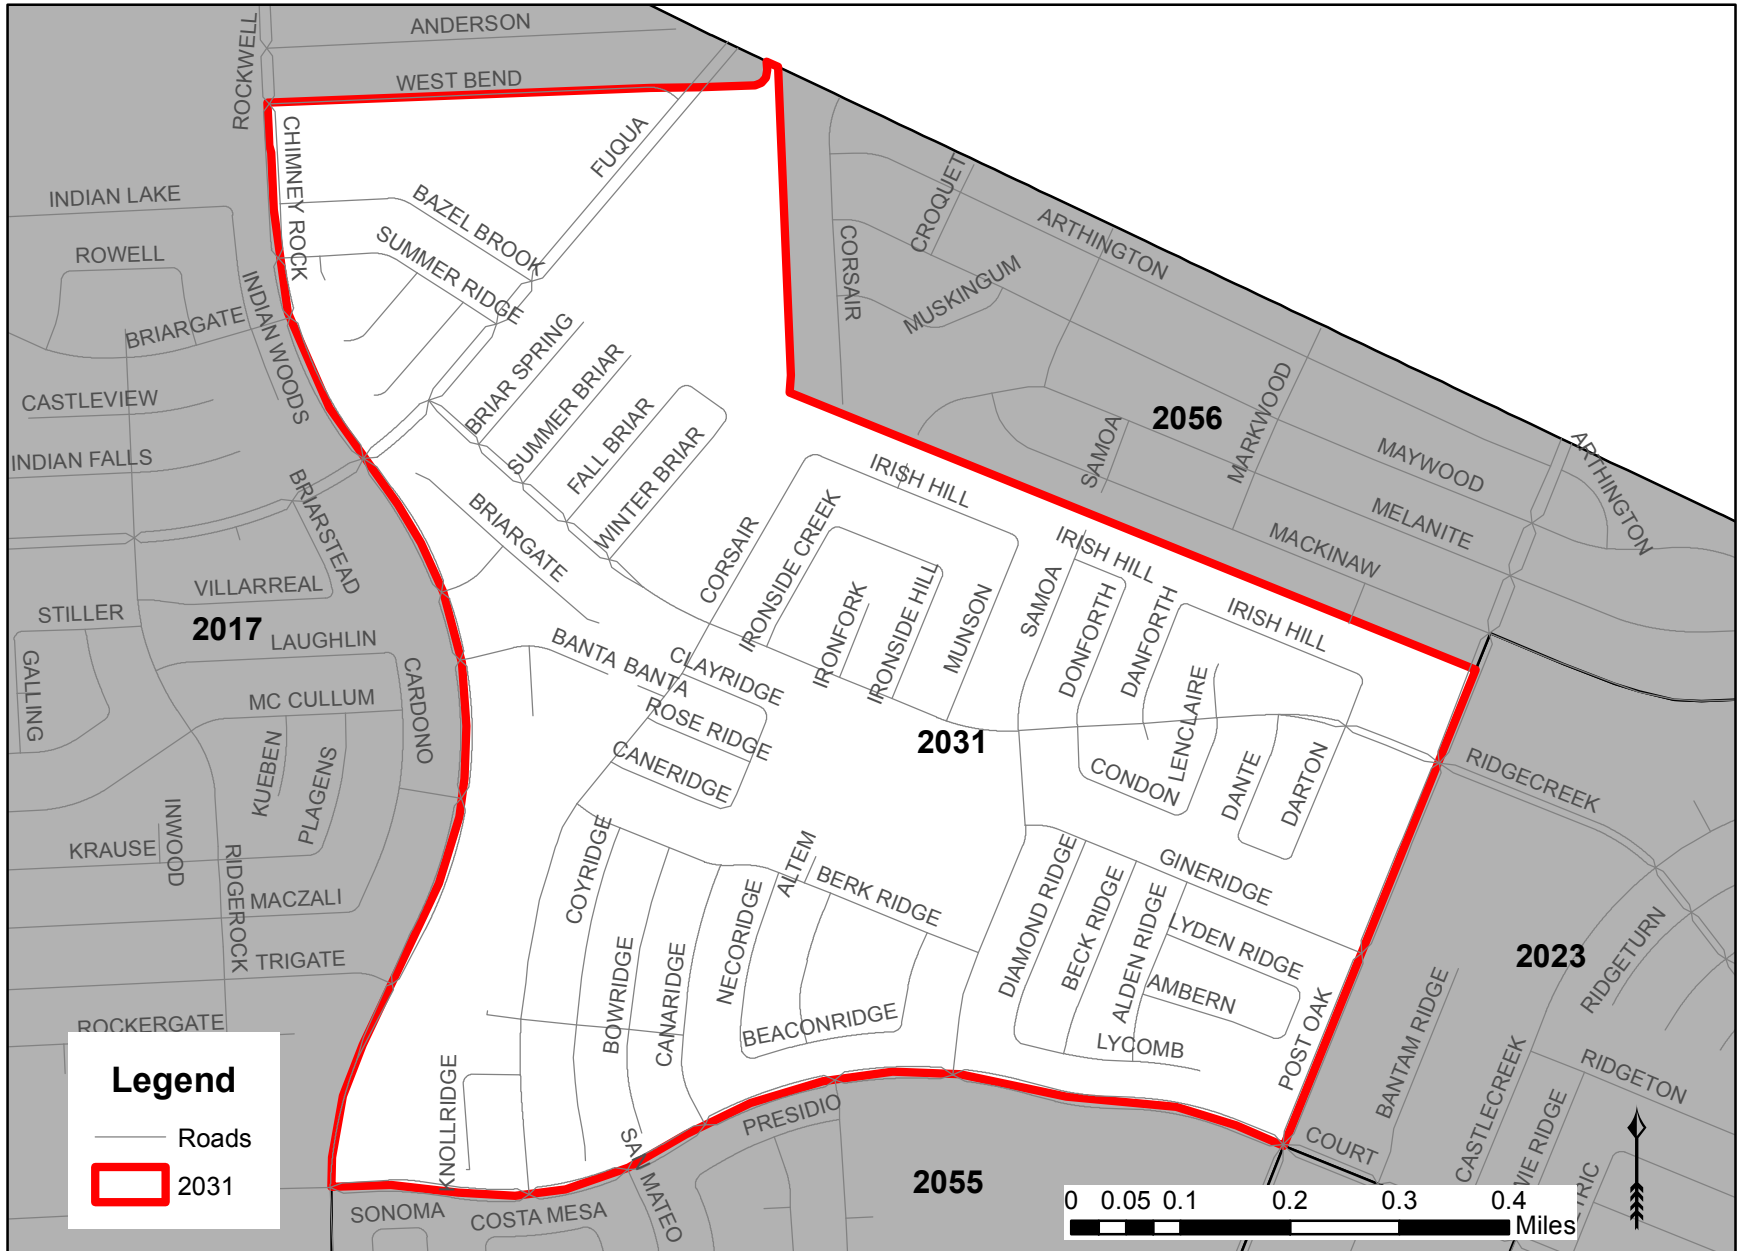 ANDERSON
ROCKWELL
WEST BEND
CHIMNEY ROCK
FUQUA
INDIAN LAKE
ROWELL
BRIARGATE
INDIAN WOODS
CASTLEVIEW
INDIAN FALLS
BAZEL BROOK
SUMMER RIDGE
BRIAR SPRING
SUMMER BRIAR
FALL BRIAR
WINTER BRIAR
BRIARGATE
CROQUET
ARTHINGTON
CORSAIR
MUSKINGUM
2056
SAMOA
MARKWOOD
MAYWOOD
ARTHINGTON
MELANITE
MACKINAW
BRIARSTEAD
VILLARREAL
STILLER
2017
LAUGHLIN
GALLING
MC CULLUM
CARDONO
KUEBEN
PLAGENS
INWOOD
KRAUSE
RIDGEROCK
MACZALI
TRIGATE
ROCKERGATE
IRISH HILL
CORSAIR
IRONSIDE CREEK
IRONFORK
IRONSIDE HILL
MUNSON
SAMOA
IRISH HILL
DONFORTH
DANFORTH
IRISH HILL
LENCLAIRE
BANTA
BANTA
CLAYRIDGE
ROSE RIDGE
CANERIDGE
2031
CONDON
DANTE
DARTON
RIDGECREEK
COYRIDGE
ALTEM
BERK RIDGE
NECORIDGE
BOWRIDGE
CANARIDGE
BEACONRIDGE
KNOLLRIDGE
DIAMOND RIDGE
BECK RIDGE
ALDEN RIDGE
GINERIDGE
LYDEN RIDGE
AMBERN
LYCOMB
POST OAK
2023
RIDGETURN
BANTAM RIDGE
CASTLECREEK
RIDGETON
VIE RIDGE
TRIC
COURT
PRESIDIO
SAN MATEO
SONOMA
COSTA MESA
2055
Legend
Roads
2031
0 0.05 0.1 0.2 0.3 0.4
Miles